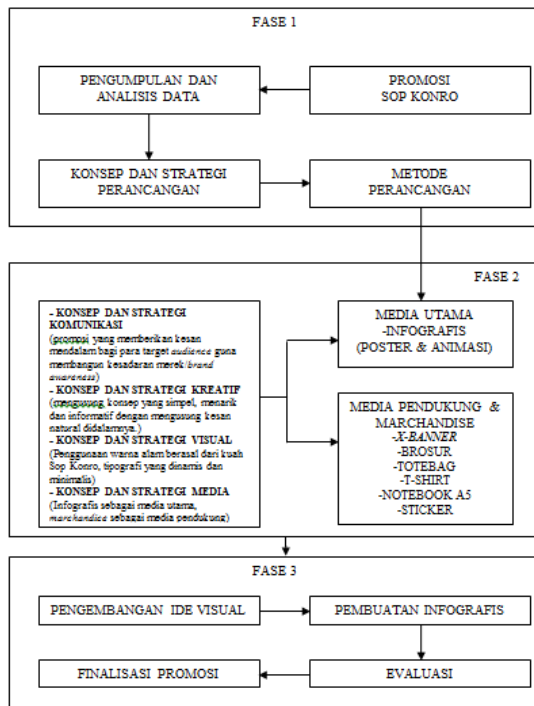 FASE 1
PENGUMPULAN DAN
ANALISIS DATA
PROMOSI
SOP KONRO
KONSEP DAN STRATEGI
PERANCANGAN
METODE
PERANCANGAN
FASE 2
- KONSEP DAN STRATEGI
KOMUNIKASI
(promosi yang memberikan kesan
mendalam bagi para target audience guna
membangun kesadaran merek/brand
awareness)
- KONSEP DAN STRATEGI KREATIF
(mengusung konsep yang simpel, menarik
dan informatif dengan mengusung kesan
natural didalamnya.)
- KONSEP DAN STRATEGI VISUAL
(Penggunaan warna alam berasal dari kuah
Sop Konro, tipografi yang dinamis dan
minimalis)
- KONSEP DAN STRATEGI MEDIA
(Infografis sebagai media utama,
marchandice sebagai media pendukung)
MEDIA UTAMA
-INFOGRAFIS
(POSTER & ANIMASI)
MEDIA PENDUKUNG &
MARCHANDISE
-X-BANNER
-BROSUR
-TOTEBAG
-T-SHIRT
-NOTEBOOK A5
-STICKER
FASE 3
PENGEMBANGAN IDE VISUAL
PEMBUATAN INFOGRAFIS
FINALISASI PROMOSI
EVALUASI